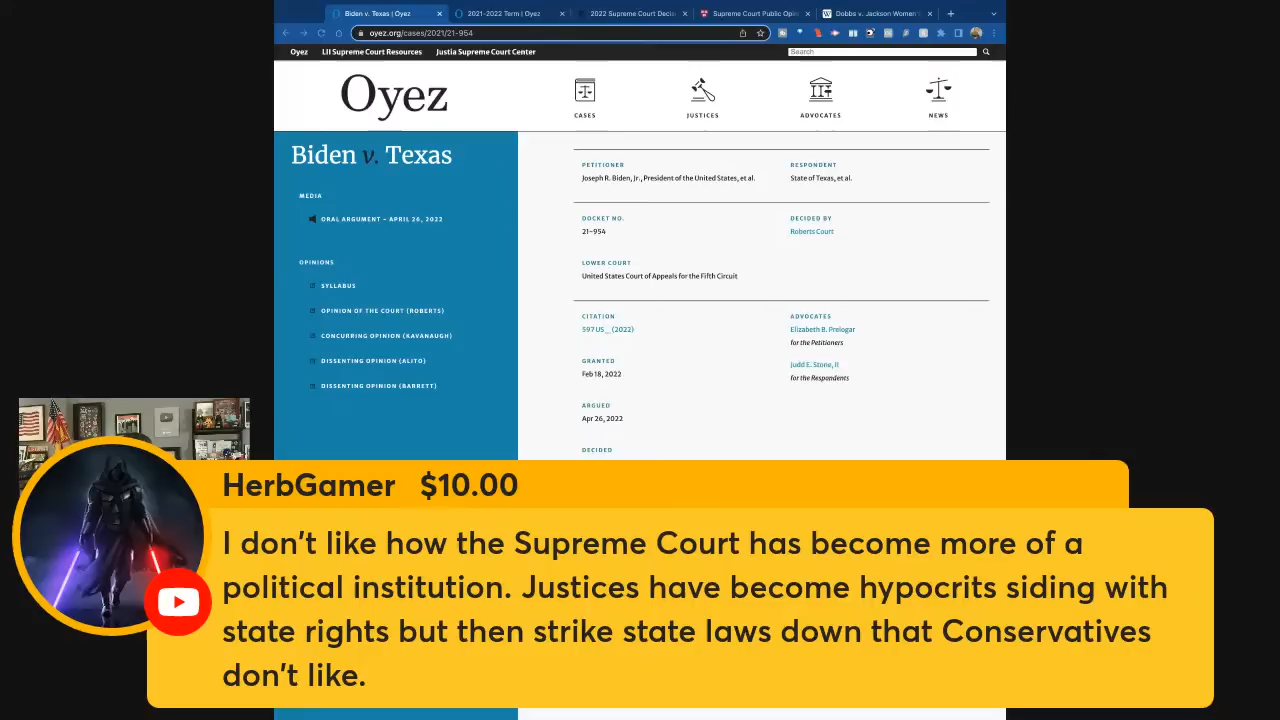 Biden v. Texas | Oyez
2021-2022 Term | Oyez
2022 Supreme Court Decis
Supreme Court Public Opin
Dobbs v. Jackson Women's
oyez.org/cases/2021/21-954
Oyez LII Supreme Court Resources Justia Supreme Court Center
Search
Oyez
CASES
JUSTICES
ADVOCATES
NEWS
Biden v. Texas
MEDIA
ORAL ARGUMENT - APRIL 26, 2022
OPINIONS
SYLLABUS
OPINION OF THE COURT (ROBERTS)
CONCURRING OPINION (KAVANAUGH)
DISSENTING OPINION (ALITO)
DISSENTING OPINION (BARRETT)
PETITIONER
Joseph R. Biden, Jr., President of the United States, et al.
RESPONDENT
State of Texas, et al.
DOCKET NO.
21-954
DECIDED BY
Roberts Court
LOWER COURT
United States Court of Appeals for the Fifth Circuit
CITATION
597 US _ (2022)
ADVOCATES
Elizabeth B. Prelogar
for the Petitioners
Judd E. Stone, II
for the Respondents
GRANTED
Feb 18, 2022
ARGUED
Apr 26, 2022
DECIDED
HerbGamer $10.00
I don't like how the Supreme Court has become more of a
political institution. Justices have become hypocrits siding with
state rights but then strike state laws down that Conservatives
don't like.